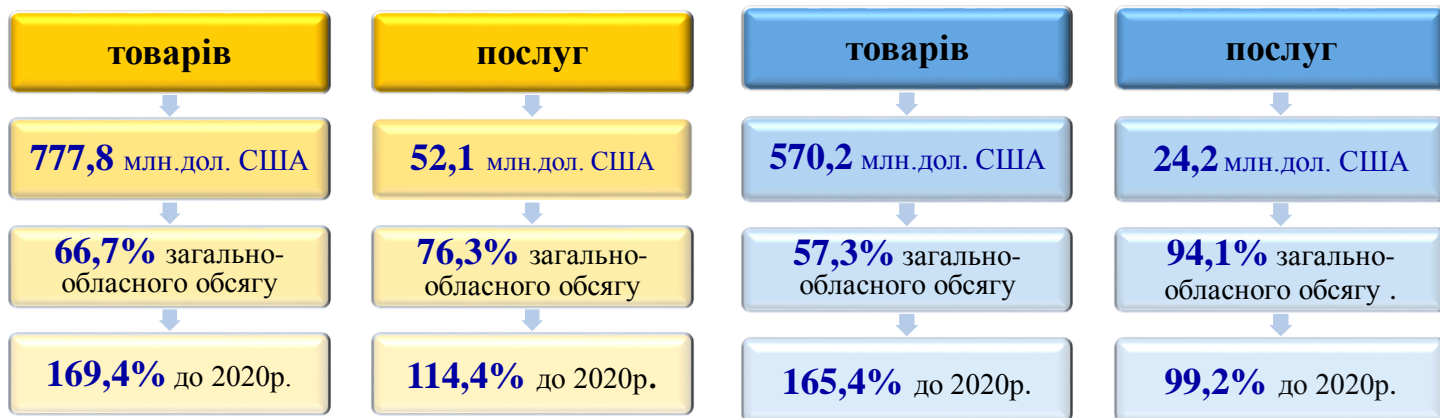 товарів
777,8 млн.дол. США
66,7% загально-
обласного обсягу
169,4% до 2020р.
послуг
52,1 млн.дол. США
76,3% загально-
обласного обсягу
114,4% до 2020р.
товарів
570,2 млн.дол. США
57,3% загально-
обласного обсягу
165,4% до 2020р.
послуг
24,2 млн.дол. США
94,1% загально-
обласного обсягу .
99,2% до 2020р.